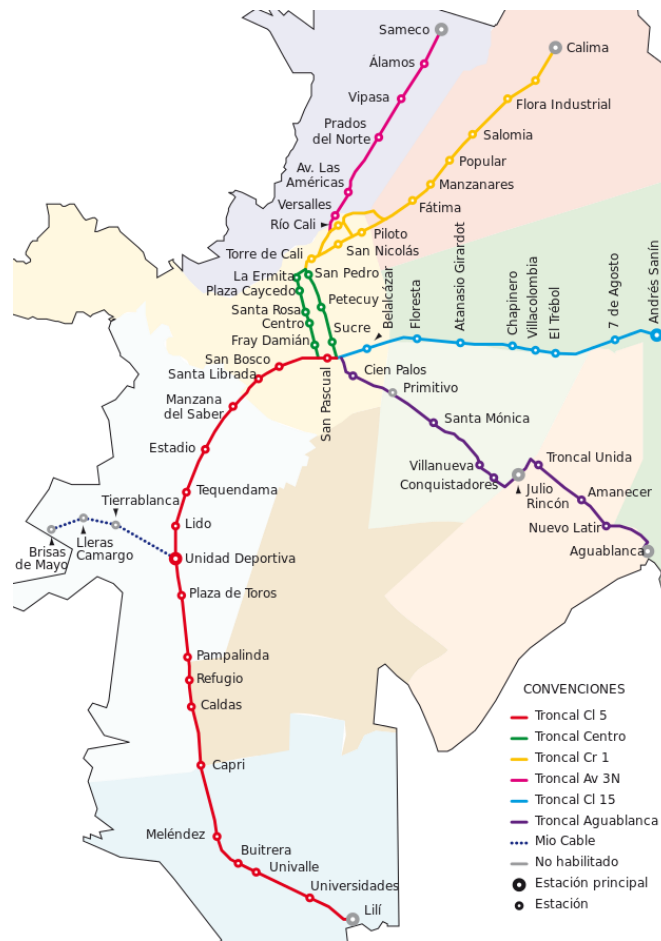 Sameco
Calima
Álamos
Vipasa
Flora Industrial
Prados
del Norte
Salomia
Popular
Av. Las
Américas
Manzanares
Versalles
Fátima
Río Cali
Piloto
San Nicolás
Torre de Cali
La Ermita
San Pedro
Plaza Caycedo
Petecuy
Santa Rosa
Centro
Sucre
Fray Damián
Belalcázar
Floresta
Atanasio Girardot
Chapinero
Villacolombia
El Trébol
7 de Agosto
Andrés Sanín
San Bosco
Santa Librada
San Pascual
Cien Palos
Primitivo
Manzana
del Saber
Santa Mónica
Estadio
Villanueva
Conquistadores
Troncal Unida
Julio
Rincón
Amanecer
Tequendama
Tierrablanca
Lido
Nuevo Latir
Aguablanca
Brisas
de Mayo
Lleras
Camargo
Unidad Deportiva
Plaza de Toros
Pampalinda
Refugio
Caldas
Capri
Meléndez
Buitrera
Univalle
Universidades
Lilí
CONVENCIONES
Troncal Cl 5
Troncal Centro
Troncal Cr 1
Troncal Av 3N
Troncal Cl 15
Troncal Aguablanca
Mio Cable
No habilitado
Estación principal
Estación